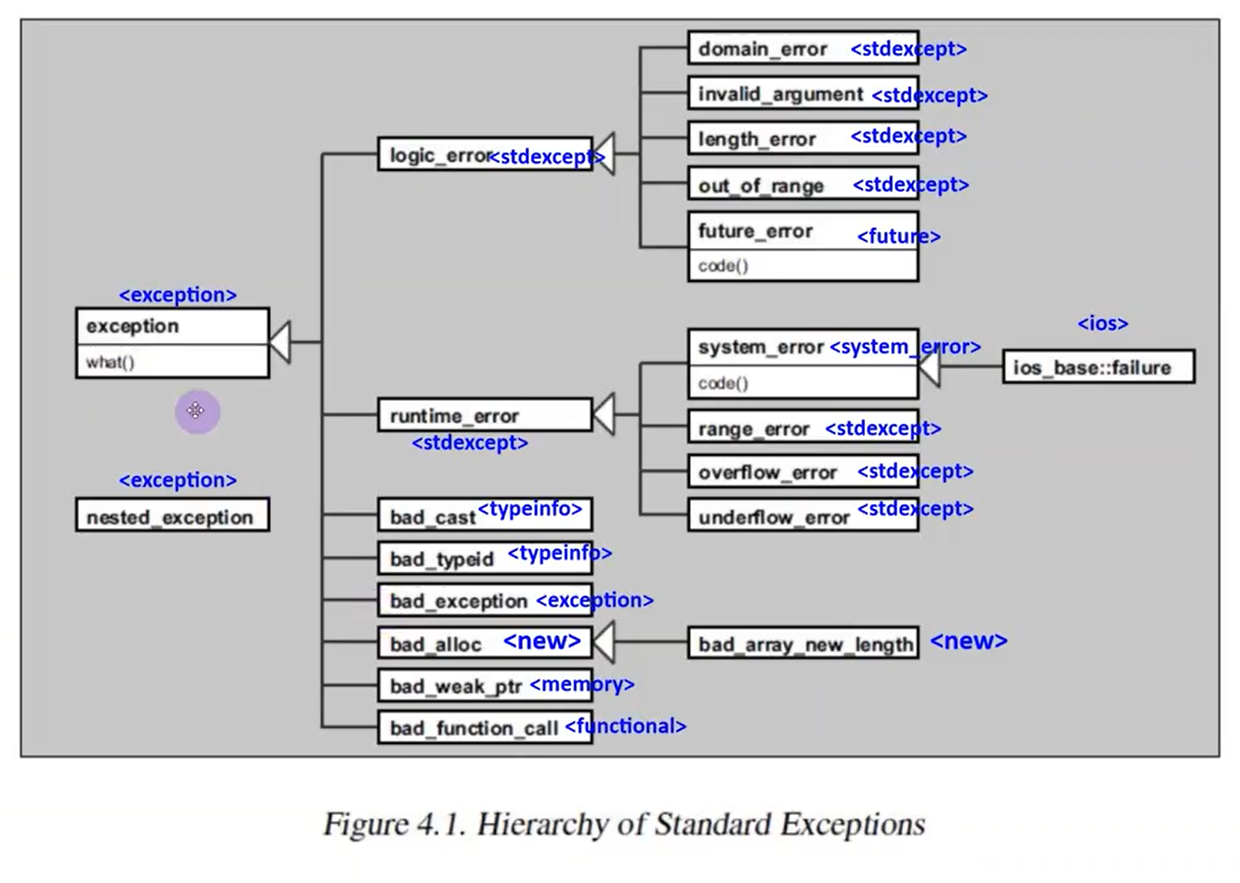 domain_error <stdexcept>
invalid_argument <stdexcept>
length_error <stdexcept>
logic_error <stdexcept>
out_of_range <stdexcept>
future_error <future>
code()
<exception>
exception
what()
<ios>
system_error <system_error>
ios_base::failure
code()
runtime_error
<stdexcept>
range_error <stdexcept>
overflow_error <stdexcept>
underflow_error <stdexcept>
<exception>
nested_exception
bad_cast <typeinfo>
bad_typeid <typeinfo>
bad_exception <exception>
bad_alloc <new>
bad_array_new_length <new>
bad_weak_ptr <memory>
bad_function_call <functional>
Figure 4.1. Hierarchy of Standard Exceptions